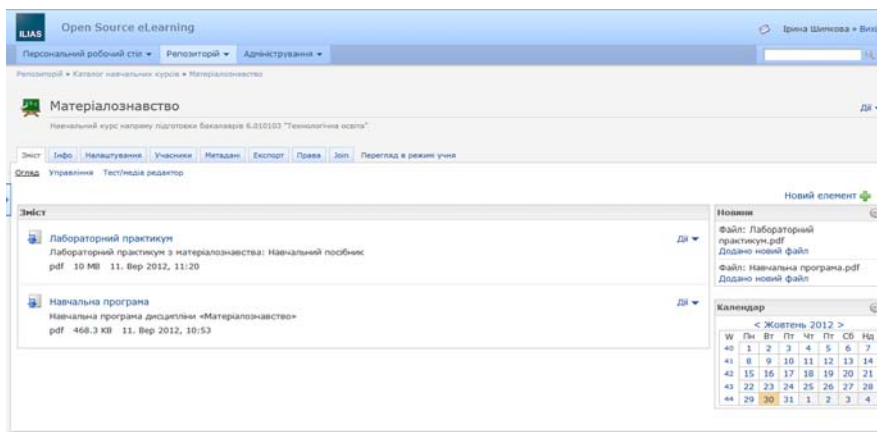 ILIAS
Open Source eLearning
Ірина Шимкова » Вихі
Персональний робочий стіл Репозиторій Адміністрування
Репозиторій » Каталог навчальних курсів » Матеріалознавство
Матеріалознавство
Дії
Навчальний курс напряму підготовки бакалаврів 6.010103 "Технологічна освіта"
Зміст Інфо Налаштування Учасники Метадані Експорт Права Join Перегляд в режимі учня
Огляд Управління Тест/медіа редактор
Новий елемент
Зміст
Лабораторний практикум
Дії
Лабораторний практикум з матеріалознавства: Навчальний посібник
pdf 10 MB 11. Вер 2012, 11:20
Навчальна програма
Дії
Навчальна програма дисципліни «Матеріалознавство»
pdf 468.3 KB 11. Вер 2012, 10:53
Новини
Файл: Лабораторний
практикум.pdf
Додано новий файл
Файл: Навчальна програма.pdf
Додано новий файл
Календар
< Жовтень 2012 >
W Пн Вт Пт Чт Пт Сб Нд
40 1 2 3 4 5 6 7
41 8 9 10 11 12 13 14
42 15 16 17 18 19 20 21
43 22 23 24 25 26 27 28
44 29 30 31 1 2 3 4